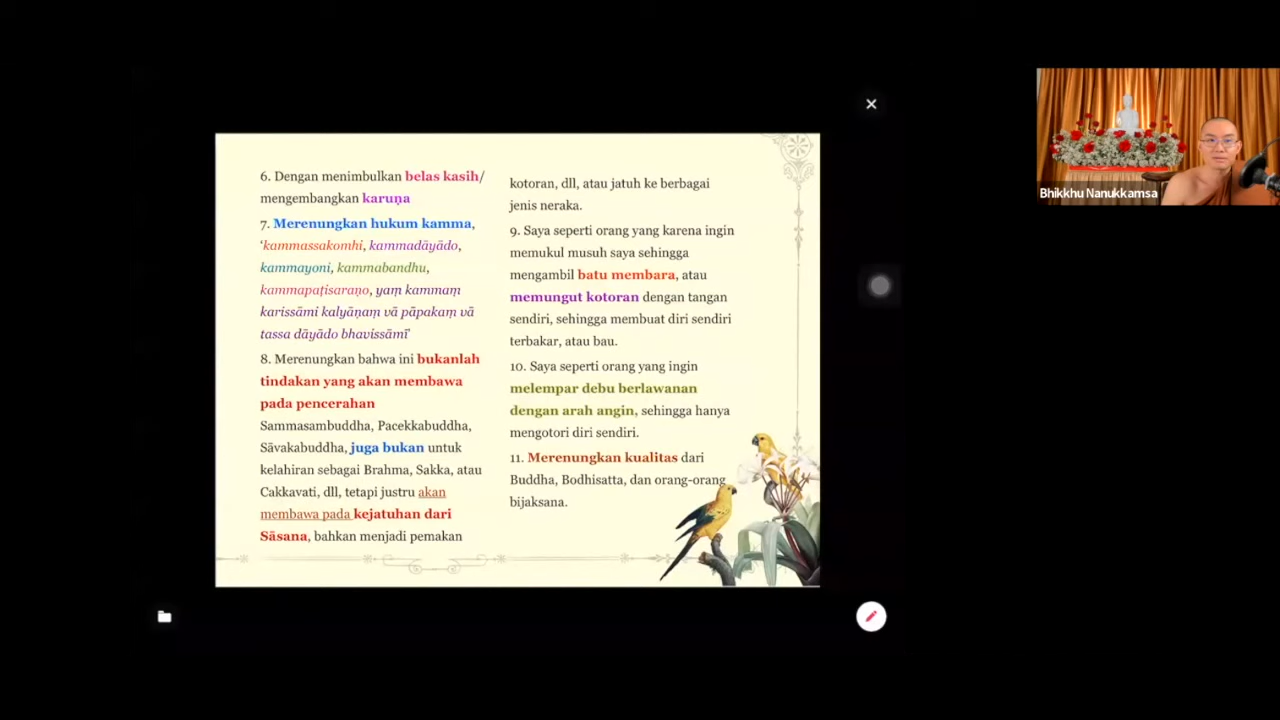 6. Dengan menimbulkan belas kasih/
mengembangkan karuṇa
7. Merenungkan hukum kamma,
‘kammassakomhi, kammadāyādo,
kammayoni, kammabandhu,
kammapaṭisaraṇo, yaṃ kammaṃ
karissāmi kalyāṇaṃ vā pāpakaṃ vā
tassa dāyādo bhavissāmī’
8. Merenungkan bahwa ini bukanlah
tindakan yang akan membawa
pada pencerahan
Sammasambuddha, Pacekkabuddha,
Sāvakabuddha, juga bukan untuk
kelahiran sebagai Brahma, Sakka, atau
Cakkavati, dll, tetapi justru akan
membawa pada kejatuhan dari
Sāsana, bahkan menjadi pemakan
kotoran, dll, atau jatuh ke berbagai
jenis neraka.
9. Saya seperti orang yang karena ingin
memukul musuh saya sehingga
mengambil batu membara, atau
memungut kotoran dengan tangan
sendiri, sehingga membuat diri sendiri
terbakar, atau bau.
10. Saya seperti orang yang ingin
melempar debu berlawanan
dengan arah angin, sehingga hanya
mengotori diri sendiri.
11. Merenungkan kualitas dari
Buddha, Bodhisatta, dan orang-orang
bijaksana.
Bhikkhu Nanukkamsa